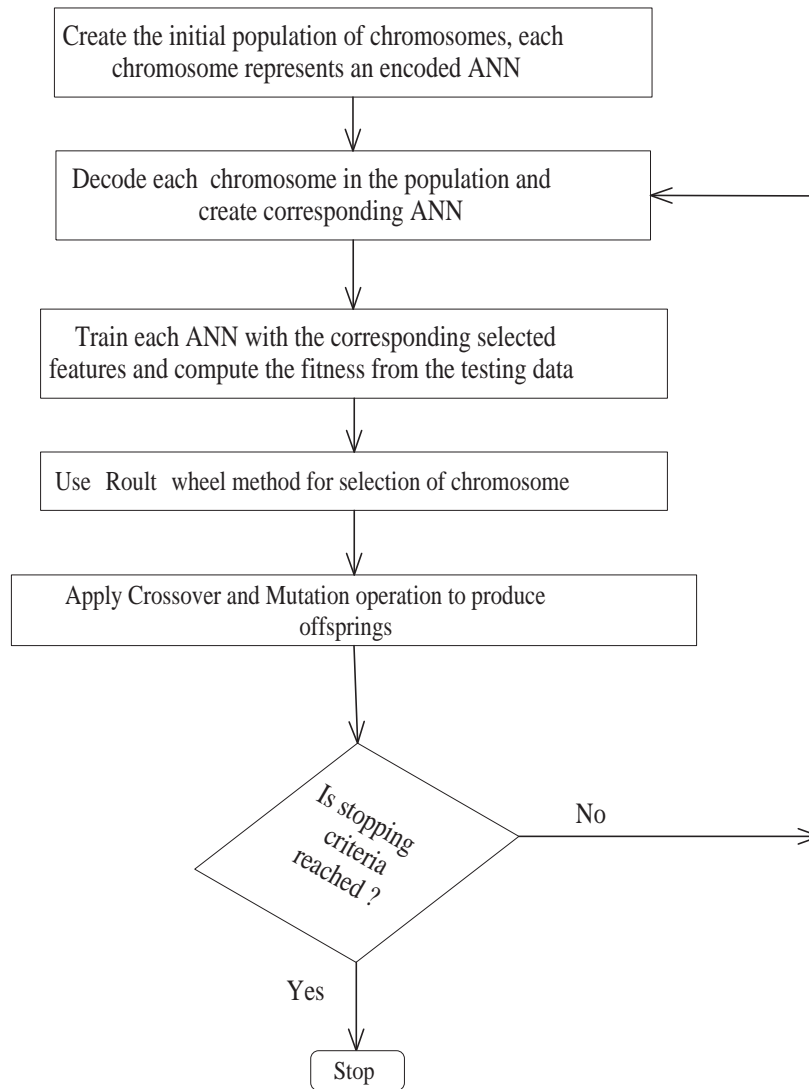 Create the initial population of chromosomes, each
chromosome represents an encoded ANN
Decode each chromosome in the population and
create corresponding ANN
Train each ANN with the corresponding selected
features and compute the fitness from the testing data
Use Roult wheel method for selection of chromosome
Apply Crossover and Mutation operation to produce
offsprings
Is stopping
criteria
reached ?
No
Yes
Stop